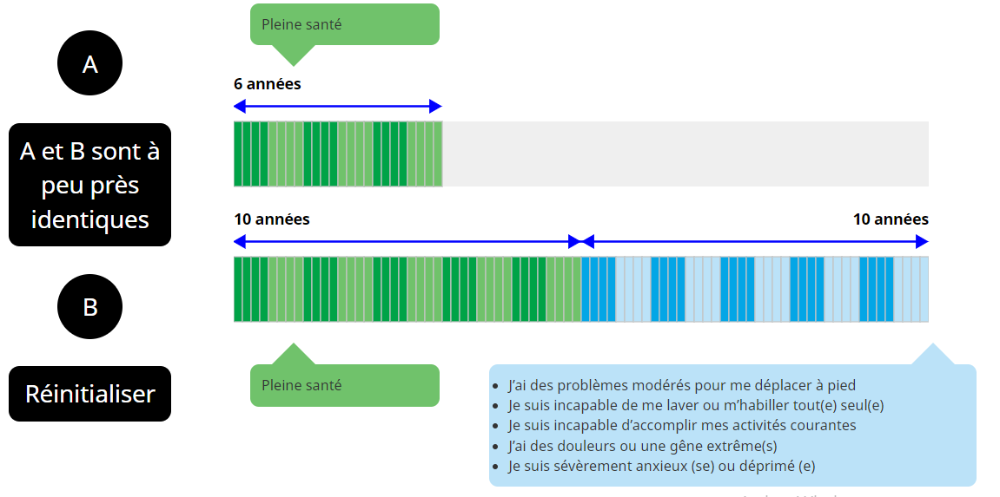 Pleine santé
A
6 années
A et B sont à
peu près
identiques
10 années
10 années
B
Pleine santé
Réinitialiser
J’ai des problèmes modérés pour me déplacer à pied
Je suis incapable de me laver ou m’habiller tout(e) seul(e)
Je suis incapable d’accomplir mes activités courantes
J’ai des douleurs ou une gêne extrême(s)
Je suis sévèrement anxieux (se) ou déprimé (e)